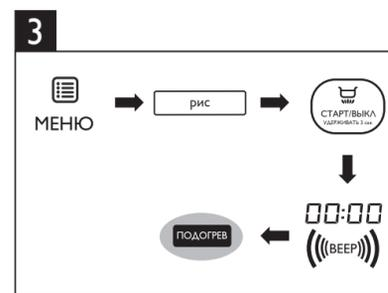 3
МЕНЮ
рис
СТАРТ/ВЫКЛ
УДЕРЖИВАТЬ 3 сек
00:00
BEEP
ПОДОГРЕВ